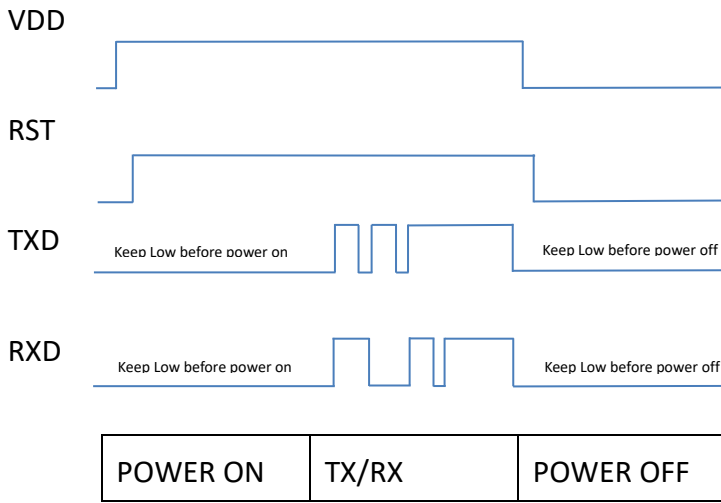 VDD
RST
TXD
Keep Low before power on
Keep Low before power off
RXD
Keep Low before power on
Keep Low before power off
POWER ON
TX/RX
POWER OFF